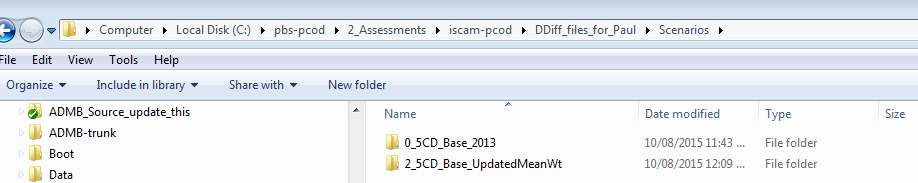 Computer Local Disk (C:) pbs-pcod 2_Assessments iscam-pcod DDiff_files_for_Paul Scenarios
File Edit View Tools Help
Organize Include in library Share with New folder
ADMB_Source_update_this
ADMB-trunk
Boot
Data
Name Date modified Type Size
0_5CD_Base_2013 10/08/2015 11:43 ... File folder
2_5CD_Base_UpdatedMeanWt 10/08/2015 12:09 ... File folder